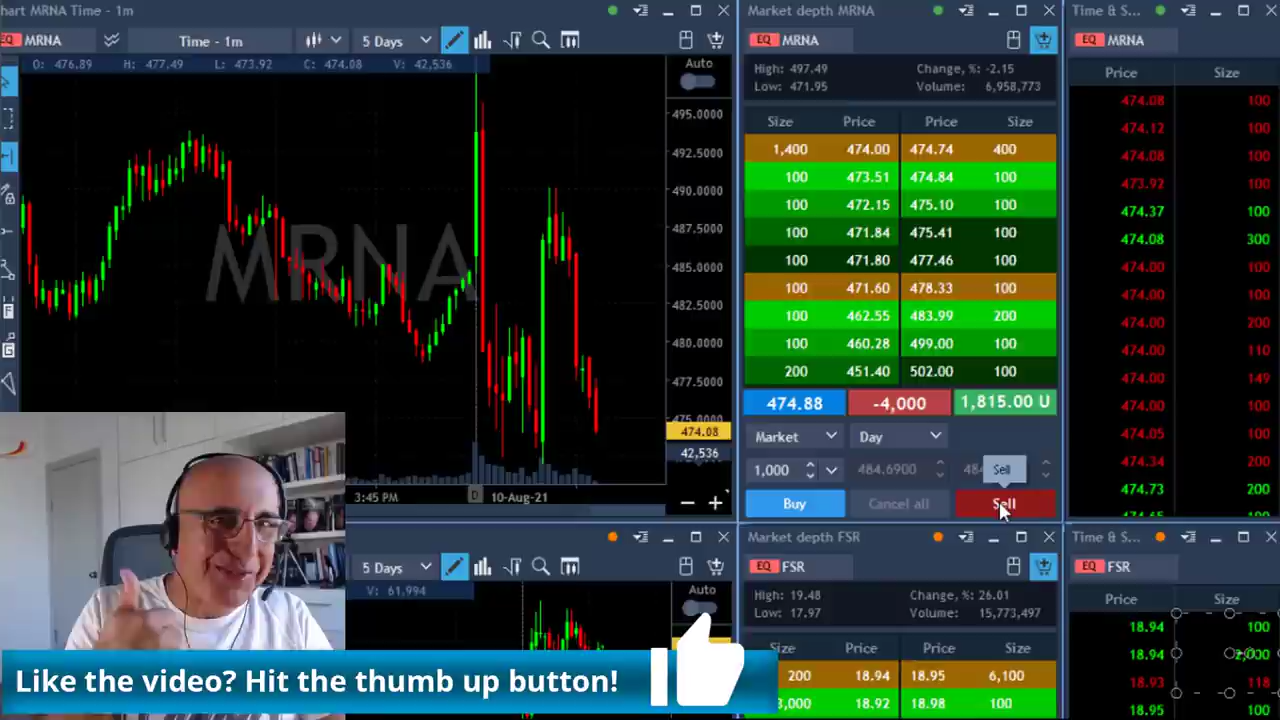 hart MRNA Time - 1m
EQ MRNA
Time - 1m
5 Days
O: 476.89 H: 477.49 L: 473.92 C: 474.08 V: 42,536
Auto
495.0000
492.5000
490.0000
487.5000
485.0000
482.5000
480.0000
477.5000
475.0000
474.08
42,536
MRNA
3:45 PM D 10-Aug-21
Market depth MRNA
EQ MRNA
High: 497.49 Change, %: -2.15
Low: 471.95 Volume: 6,958,773
Size Price Price Size
1,400 474.00 474.74 400
100 473.51 474.84 100
100 472.15 475.10 100
100 471.84 475.41 100
100 471.80 477.46 100
100 471.60 478.33 100
100 462.55 483.99 200
100 460.28 499.00 100
200 451.40 502.00 100
474.88 -4,000 1,815.00 U
Market Day
1,000 484.6900 484 Sell
Buy Cancel all Sell
Time & S...
EQ MRNA
Price Size
474.08 100
474.12 100
474.08 100
473.92 100
474.37 100
474.08 300
474.00 100
474.00 100
474.00 200
474.00 110
474.00 149
474.00 100
474.05 100
474.34 200
474.73 200
474.65 100
5 Days
V: 61,994
Auto
Market depth FSR
EQ FSR
High: 19.48 Change, %: 26.01
Low: 17.97 Volume: 15,773,497
Size Price Price Size
200 18.94 18.95 6,100
3,000 18.92 18.98 100
Time & S...
EQ FSR
Price Size
18.94 100
18.94 2,000
18.93 118
18.95 100
Like the video? Hit the thumb up button!